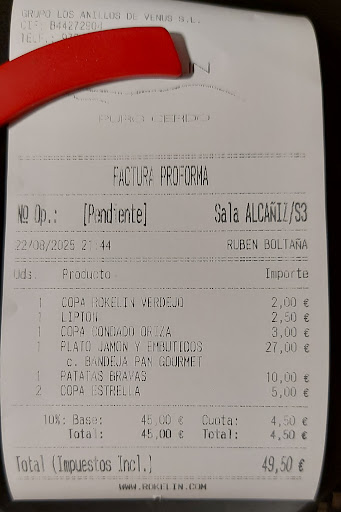 GRUPO LOS ANILLOS DE VENUS S.L.
CIF: B44272904
TELF.:
PURO CERDO
FACTURA PROFORMA
Nº Op.: [Pendiente] Sala ALCAÑIZ/S3
22/08/2025 21:44 RUBEN BOLTAÑA
Uds. Producto Importe
1 COPA ROKELIN VERDEJO 2,00 €
1 LIPTON 2,50 €
1 COPA CONDADO ORIZA 3,00 €
1 PLATO JAMON Y EMBUTIDOS 27,00 €
c. BANDEJA PAN GOURMET
1 PATATAS BRAVAS 10,00 €
2 COPA ESTRELLA 5,00 €
10%: Base: 45,00 € Cuota: 4,50 €
Total: 45,00 € Total: 4,50 €
Total (Impuestos Incl.) 49,50 €
WWW.ROKELIN.COM